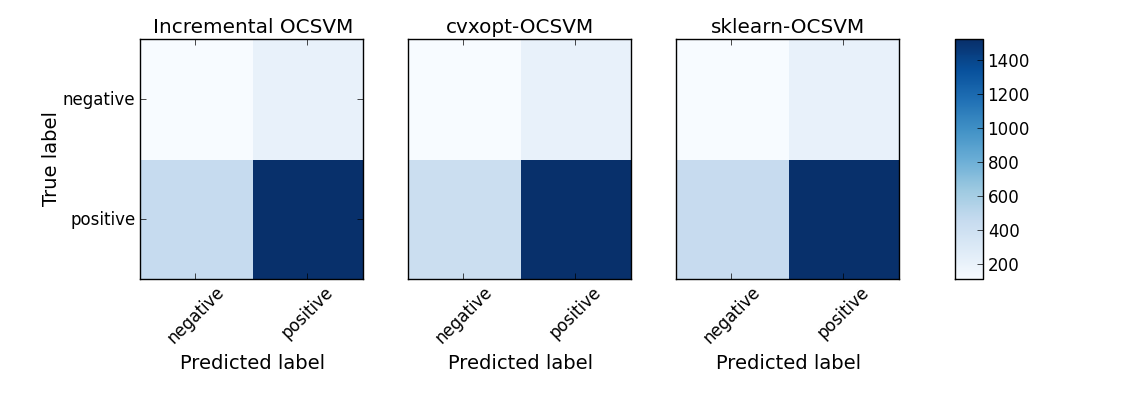 Incremental OCSVM
cvxopt-OCSVM
sklearn-OCSVM
True label
negative
positive
negative
positive
Predicted label
negative
positive
Predicted label
negative
positive
Predicted label
1400
1200
1000
800
600
400
200